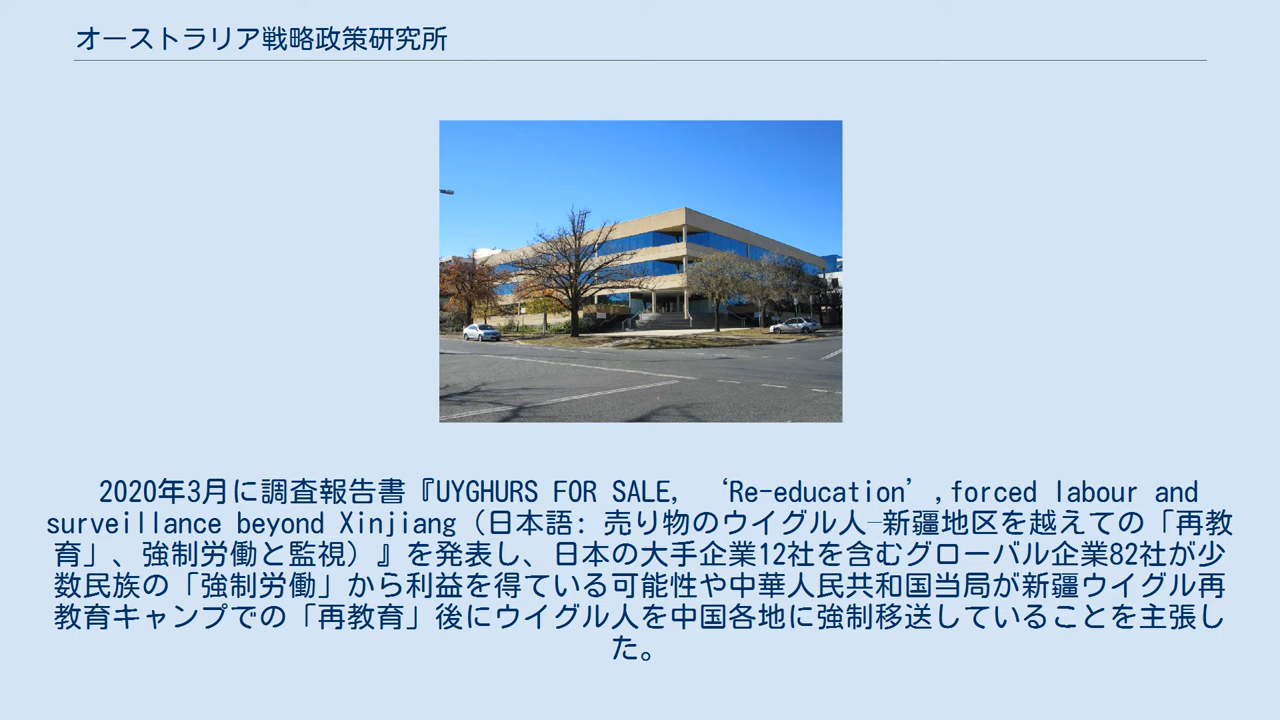 オーストラリア戦略政策研究所
2020年3月に調査報告書『UYGHURS FOR SALE, ‘Re-education’,forced labour and
surveillance beyond Xinjiang（日本語: 売り物のウイグル人―新疆地区を越えての「再教
育」、強制労働と監視）』を発表し、日本の大手企業12社を含むグローバル企業82社が少
数民族の「強制労働」から利益を得ている可能性や中華人民共和国当局が新疆ウイグル再
教育キャンプでの「再教育」後にウイグル人を中国各地に強制移送していることを主張し
た。